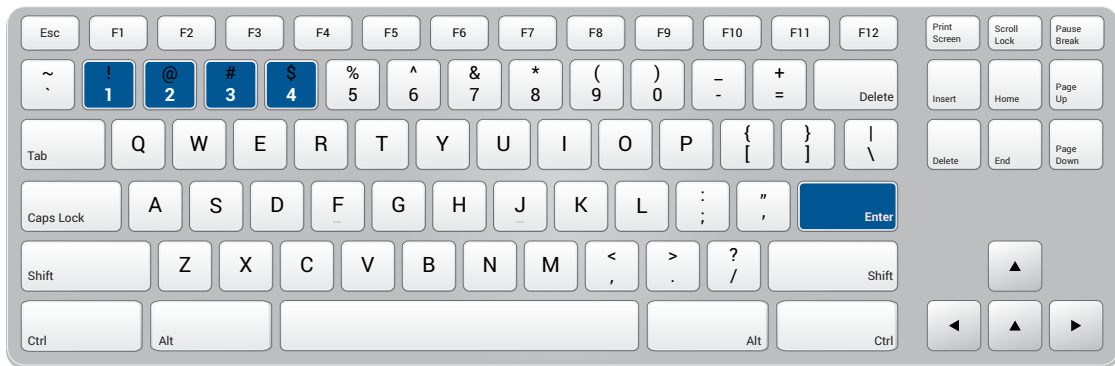 Esc F1 F2 F3 F4 F5 F6 F7 F8 F9 F10 F11 F12 Print Screen Scroll Lock Pause Break
~ ` ! 1 @ 2 # 3 $ 4 % 5 ^ 6 & 7 * 8 ( 9 ) 0 _ - + = Delete Insert Home Page Up
Tab Q W E R T Y U I O P { [ } ] | \ Delete End Page Down
Caps Lock A S D F G H J K L : ; " ' Enter
Shift Z X C V B N M < , > . ? / Shift ▲
Ctrl Alt Alt Ctrl ◄ ▲ ►